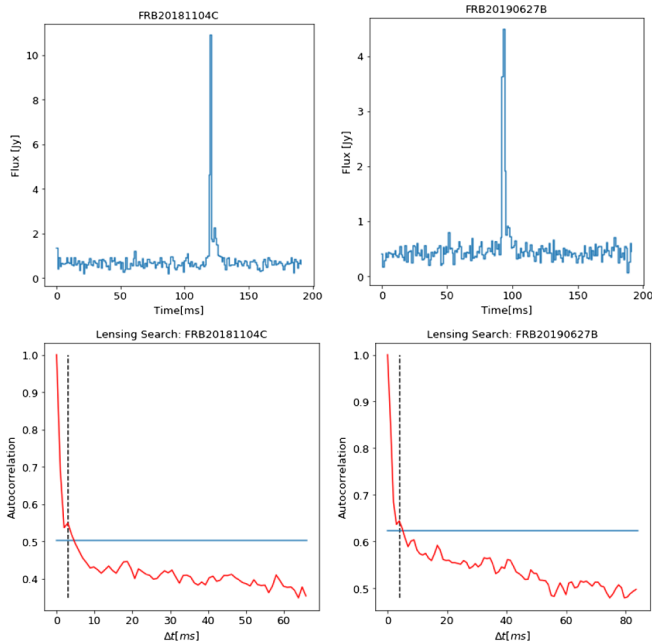 FRB20181104C
Flux [Jy]
10
8
6
4
2
0
0 50 100 150 200
Time[ms]
FRB20190627B
Flux [Jy]
4
3
2
1
0
0 50 100 150 200
Time[ms]
Lensing Search: FRB20181104C
Autocorrelation
1.0
0.9
0.8
0.7
0.6
0.5
0.4
0 20 40 60
Δt[ms]
Lensing Search: FRB20190627B
Autocorrelation
1.0
0.9
0.8
0.7
0.6
0.5
0 20 40 60 80
Δt[ms]